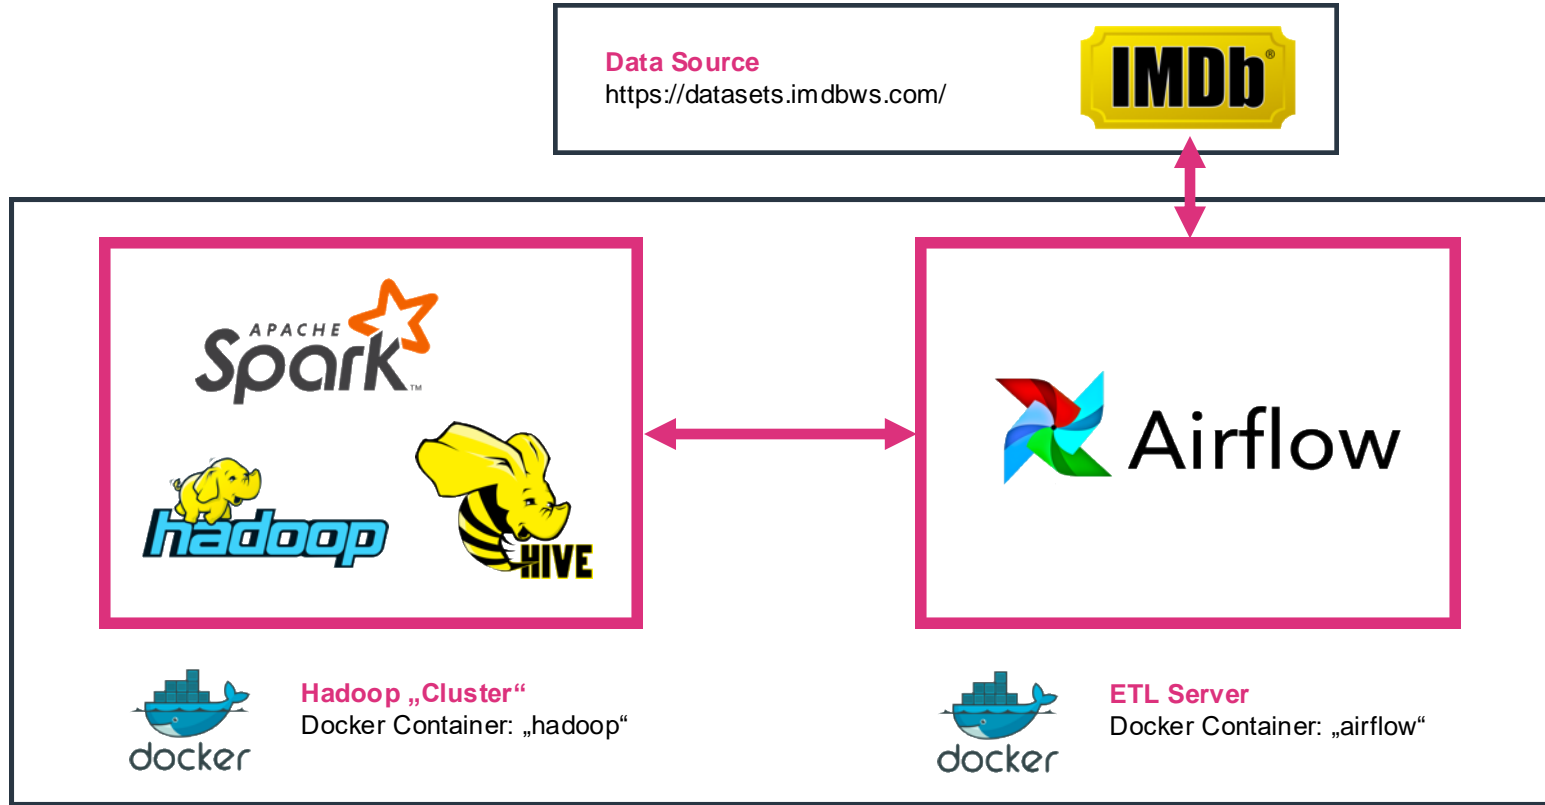 Data Source
https://datasets.imdbws.com/
IMDb®
APACHE
Spark™
hadoop
HIVE
Airflow
docker
Hadoop „Cluster“
Docker Container: „hadoop“
docker
ETL Server
Docker Container: „airflow“